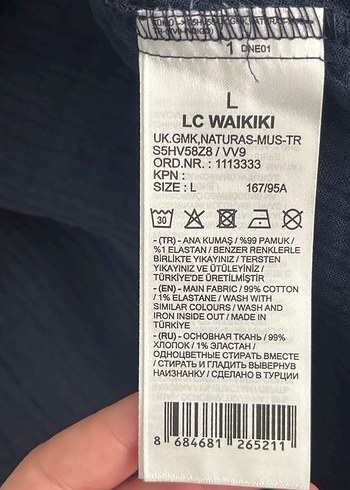 1 DNE01
L
LC WAIKIKI
UK.GMK,NATURAS-MUS-TR
S5HV58Z8 / VV9
ORD.NR. : 1113333
KPN :
SIZE : L 167/95A
30
- (TR) - ANA KUMAŞ / %99 PAMUK /
%1 ELASTAN / BENZER RENKLERLE
BİRLİKTE YIKAYINIZ / TERSTEN
YIKAYINIZ VE ÜTÜLEYİNİZ /
TÜRKİYE'DE ÜRETİLMİŞTİR
- (EN) - MAIN FABRIC / 99% COTTON
/ 1% ELASTANE / WASH WITH
SIMILAR COLOURS / WASH AND
IRON INSIDE OUT / MADE IN
TÜRKİYE
- (RU) - ОСНОВНАЯ ТКАНЬ / 99%
ХЛОПОК / 1% ЭЛАСТАН /
ОДНОЦВЕТНЫЕ СТИРАТЬ ВМЕСТЕ
/ СТИРАТЬ И ГЛАДИТЬ ВЫВЕРНУВ
НАИЗНАНКУ / СДЕЛАНО В ТУРЦИИ
8 684681 265211